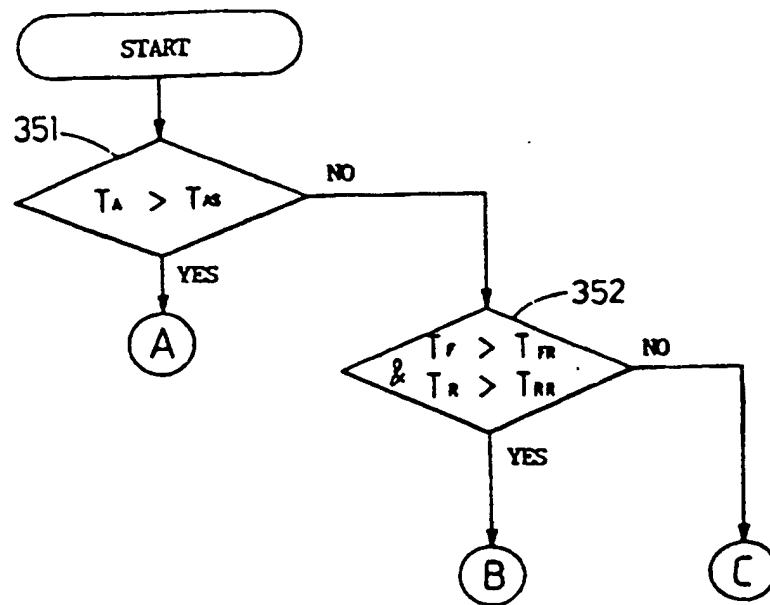 START
351
TA > TAS
NO
YES
A
352
TF > TFR
& TR > TRR
NO
YES
B
C